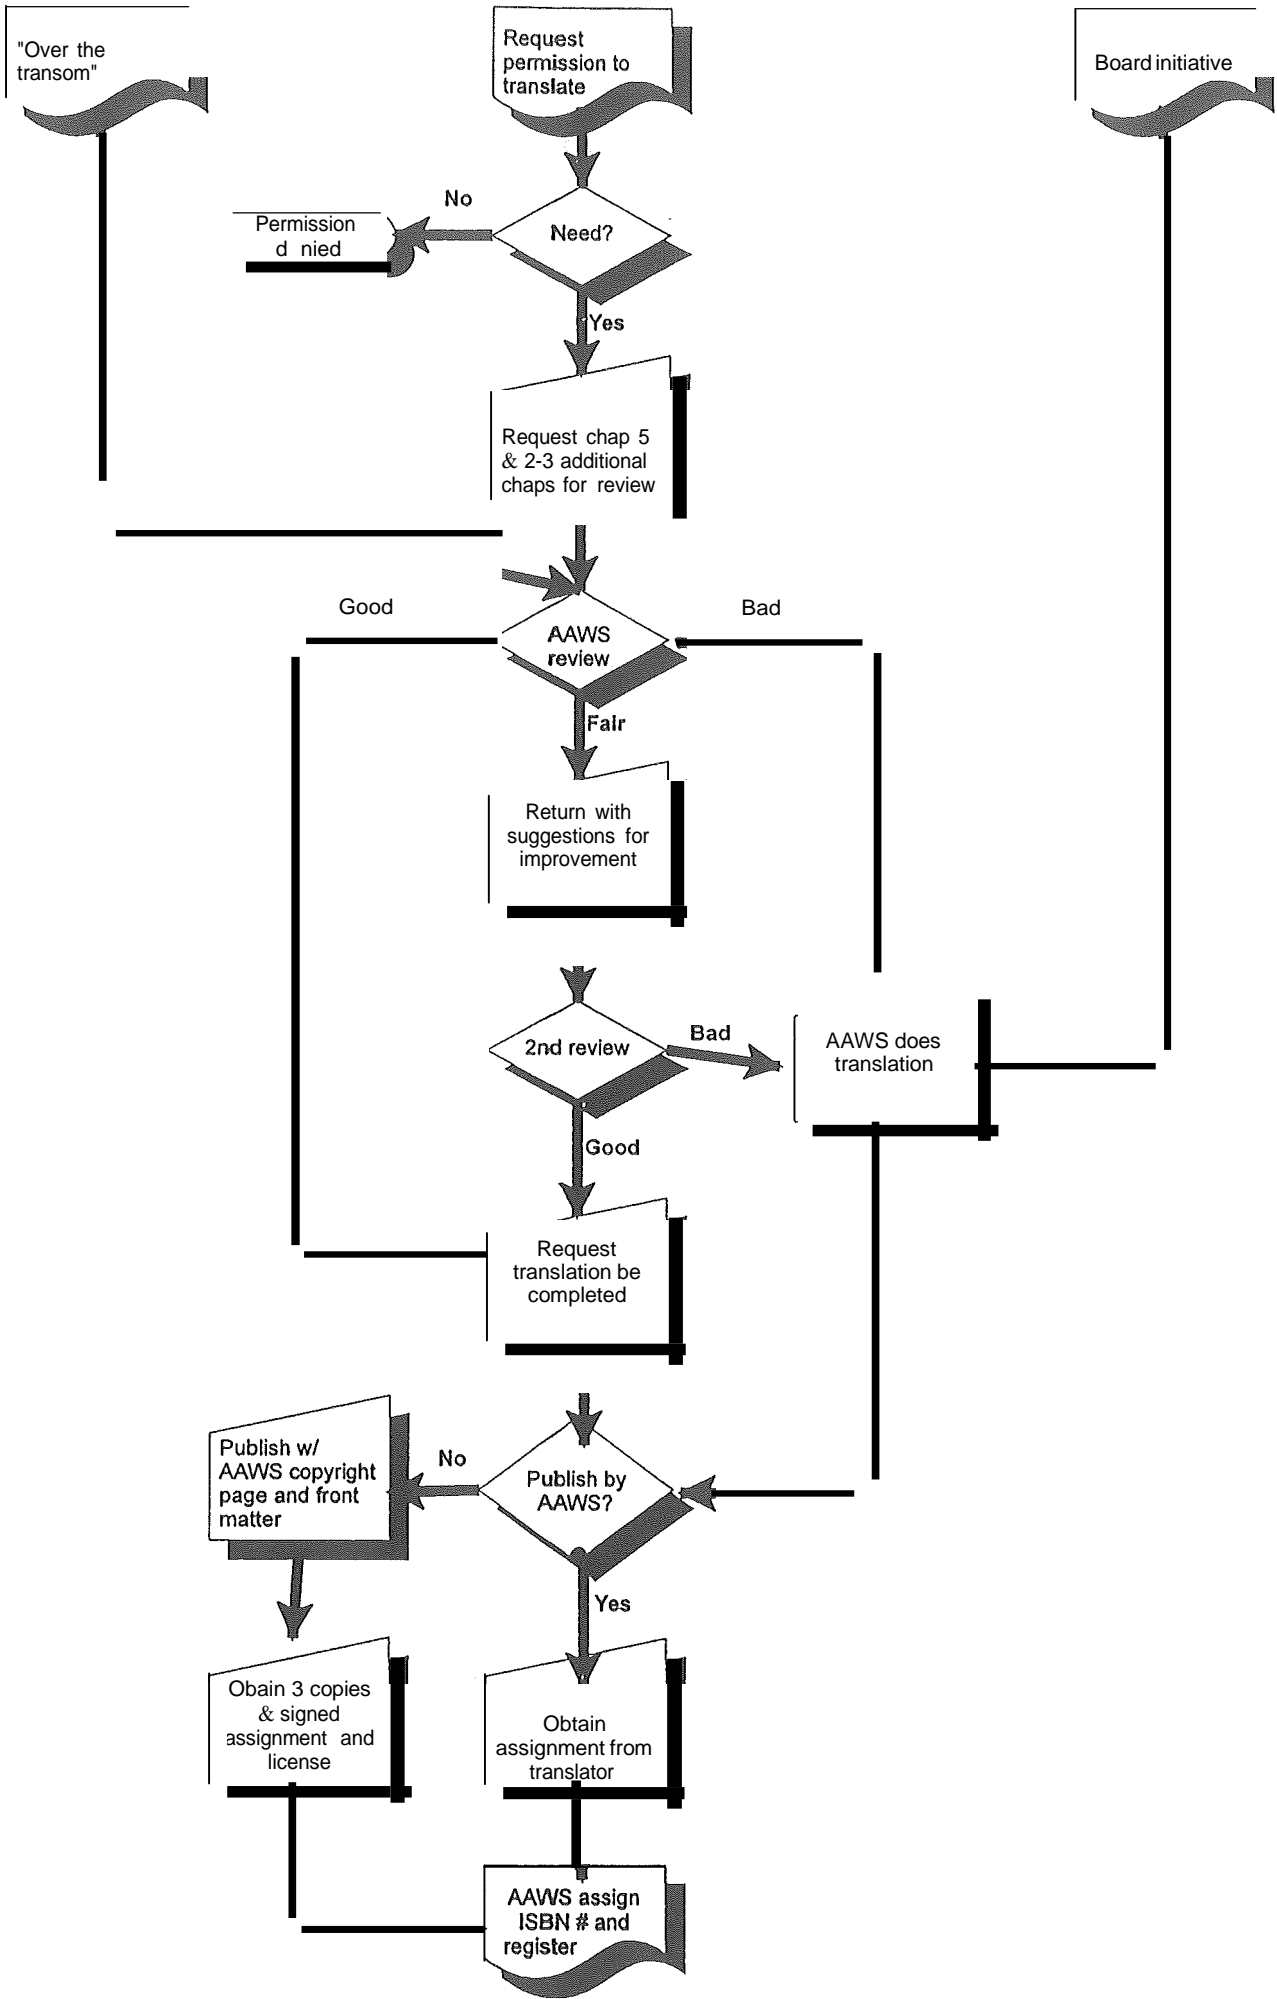 "Over the
transom"
Request
permission to
translate
Board initiative
No
Permission
d nied
Need?
Yes
Request chap 5
& 2-3 additional
chaps for review
Good
Bad
AAWS
review
Fair
Return with
suggestions for
improvement
2nd review
Bad
AAWS does
translation
Good
Request
translation be
completed
Publish w/
AAWS copyright
page and front
matter
No
Publish by
AAWS?
Yes
Obain 3 copies
& signed
assignment and
license
Obtain
assignment from
translator
AAWS assign
ISBN # and
register